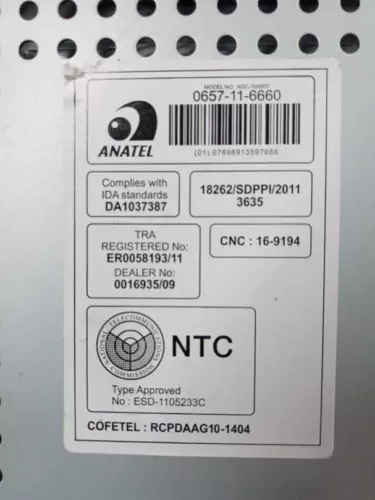 MODEL NO: ADC-100607
0657-11-6660
ANATEL
(01) 07898913897686
Complies with
IDA standards
DA1037387
18262/SDPPI/2011
3635
TRA
REGISTERED No:
ER0058193/11
DEALER No:
0016935/09
CNC : 16-9194
NATIONAL TELECOMMUNICATIONS
COMMISSION
NTC
Type Approved
No : ESD-1105233C
COFETEL : RCPDAAG10-1404